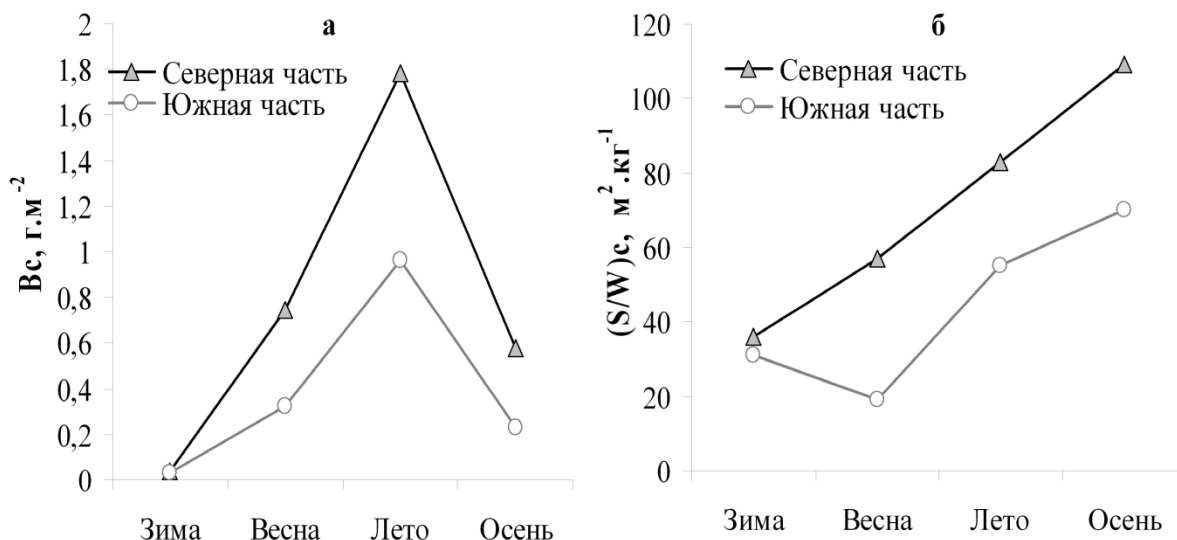 а
Вс, г.м⁻²
2
1,8
1,6
1,4
1,2
1
0,8
0,6
0,4
0,2
0
Северная часть
Южная часть
Зима Весна Лето Осень
б
(S/W)с, м².кг⁻¹
120
100
80
60
40
20
0
Северная часть
Южная часть
Зима Весна Лето Осень